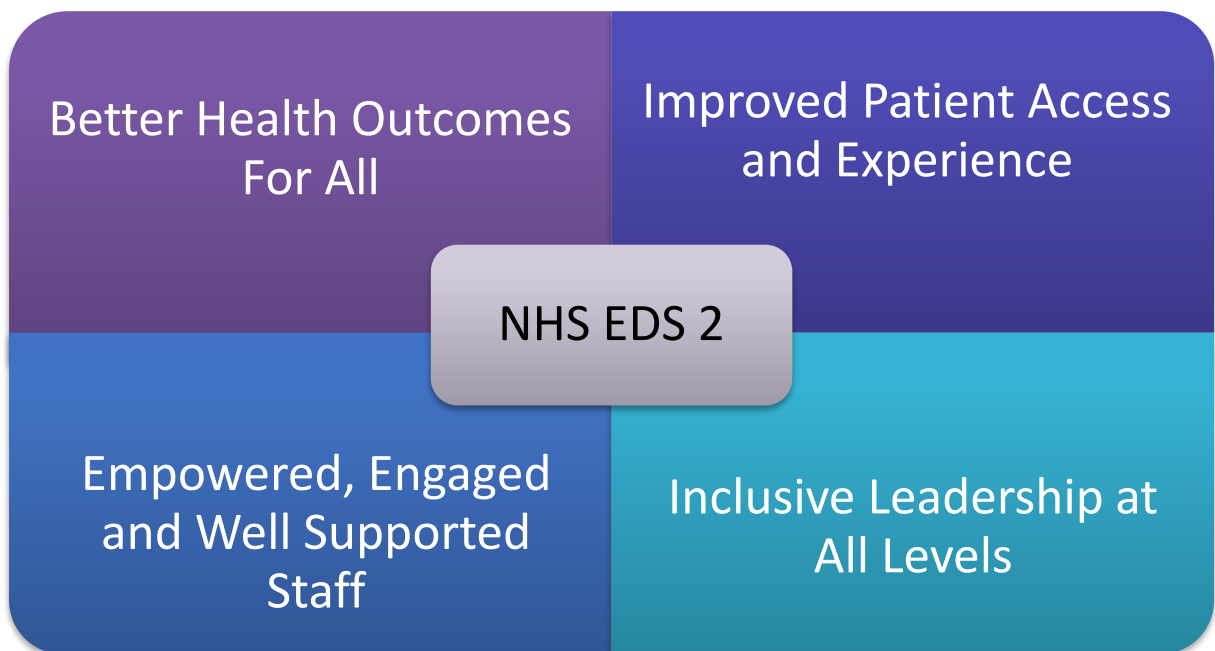 Better Health Outcomes
For All
Improved Patient Access
and Experience
NHS EDS 2
Empowered, Engaged
and Well Supported
Staff
Inclusive Leadership at
All Levels